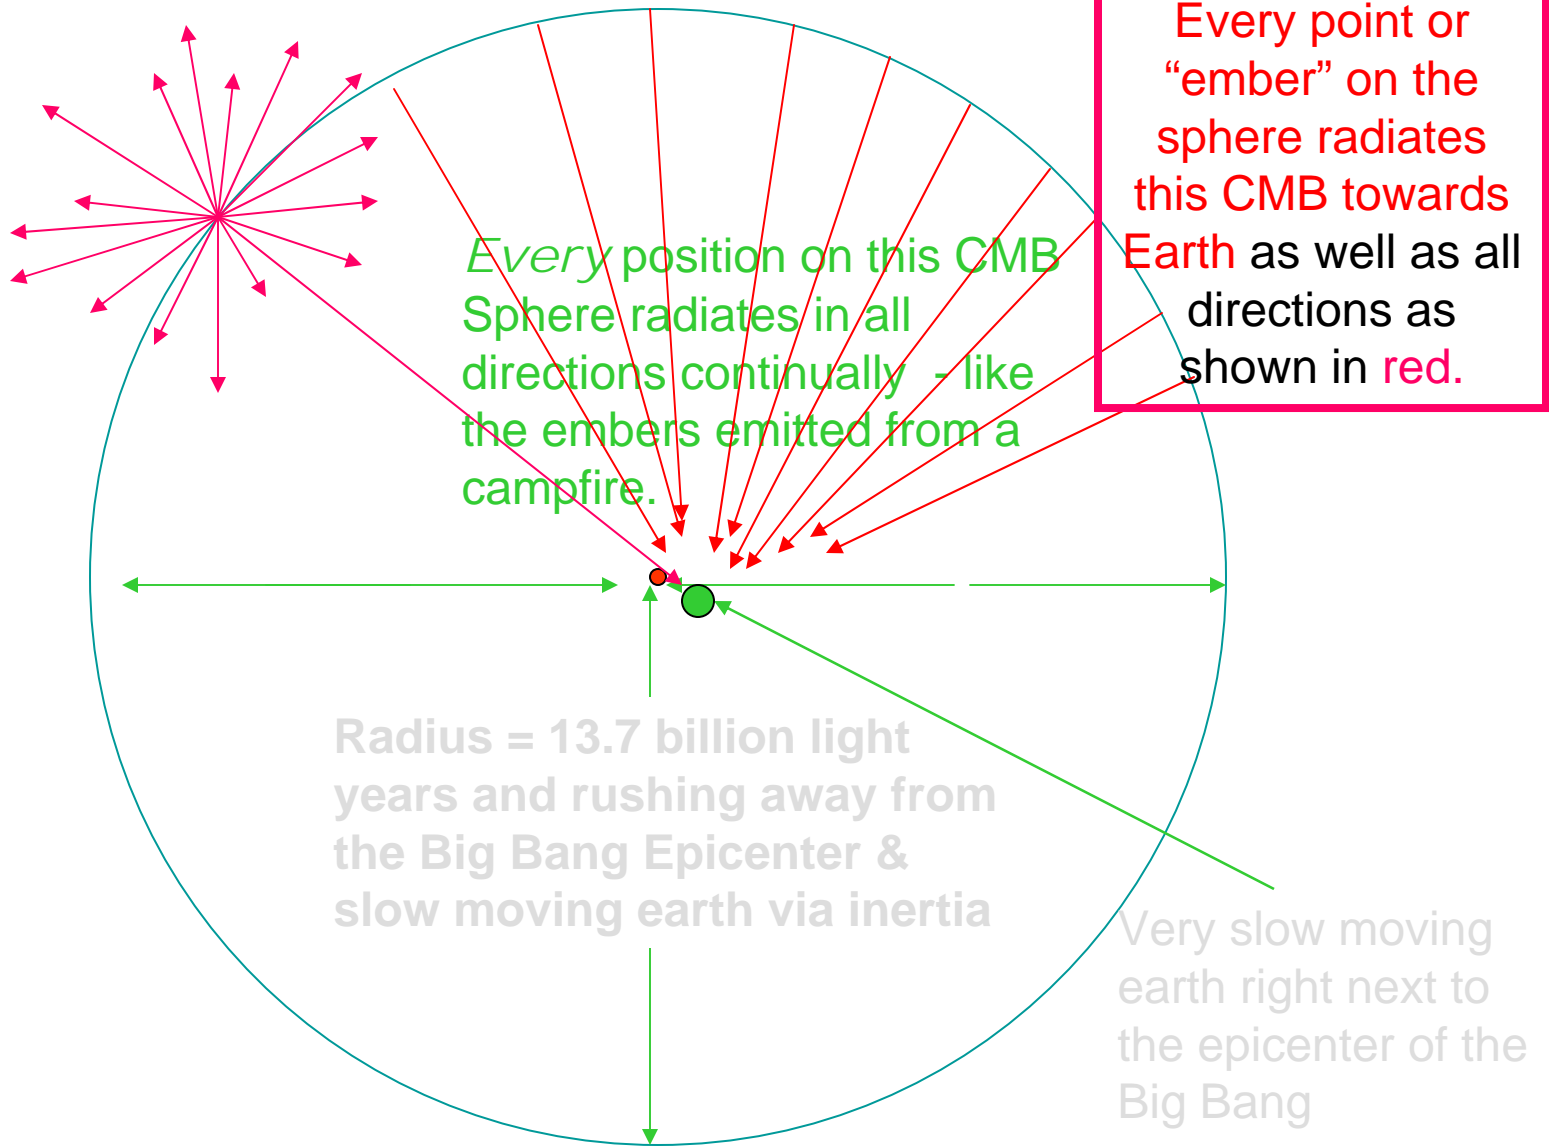 Every point or
“ember” on the
sphere radiates
this CMB towards
Earth as well as all
directions as
shown in red.
Every position on this CMB
Sphere radiates in all
directions continually - like
the embers emitted from a
campfire.
Radius = 13.7 billion light
years and rushing away from
the Big Bang Epicenter &
slow moving earth via inertia
Very slow moving
earth right next to
the epicenter of the
Big Bang